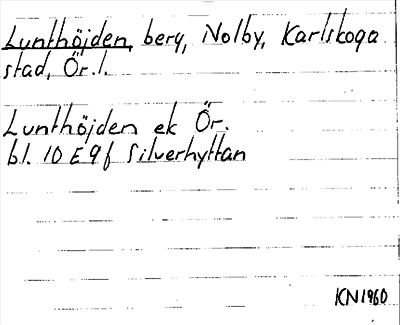 Lunthöjden, berg, Nolby, Karlskoga
stad, Ör.l.
Lunthöjden ek Ör.
bl. 10 E 9 f Silverhyttan
KN1960